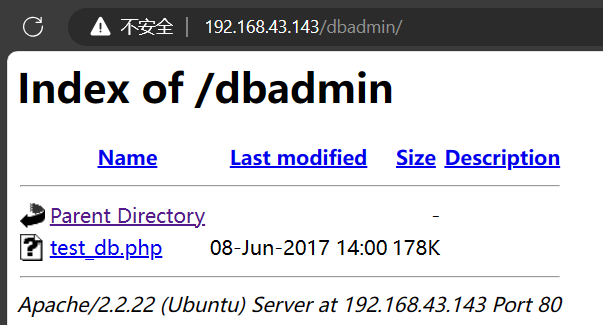 不安全 | 192.168.43.143/dbadmin/
Index of /dbadmin
Name Last modified Size Description
Parent Directory -
test_db.php 08-Jun-2017 14:00 178K
Apache/2.2.22 (Ubuntu) Server at 192.168.43.143 Port 80